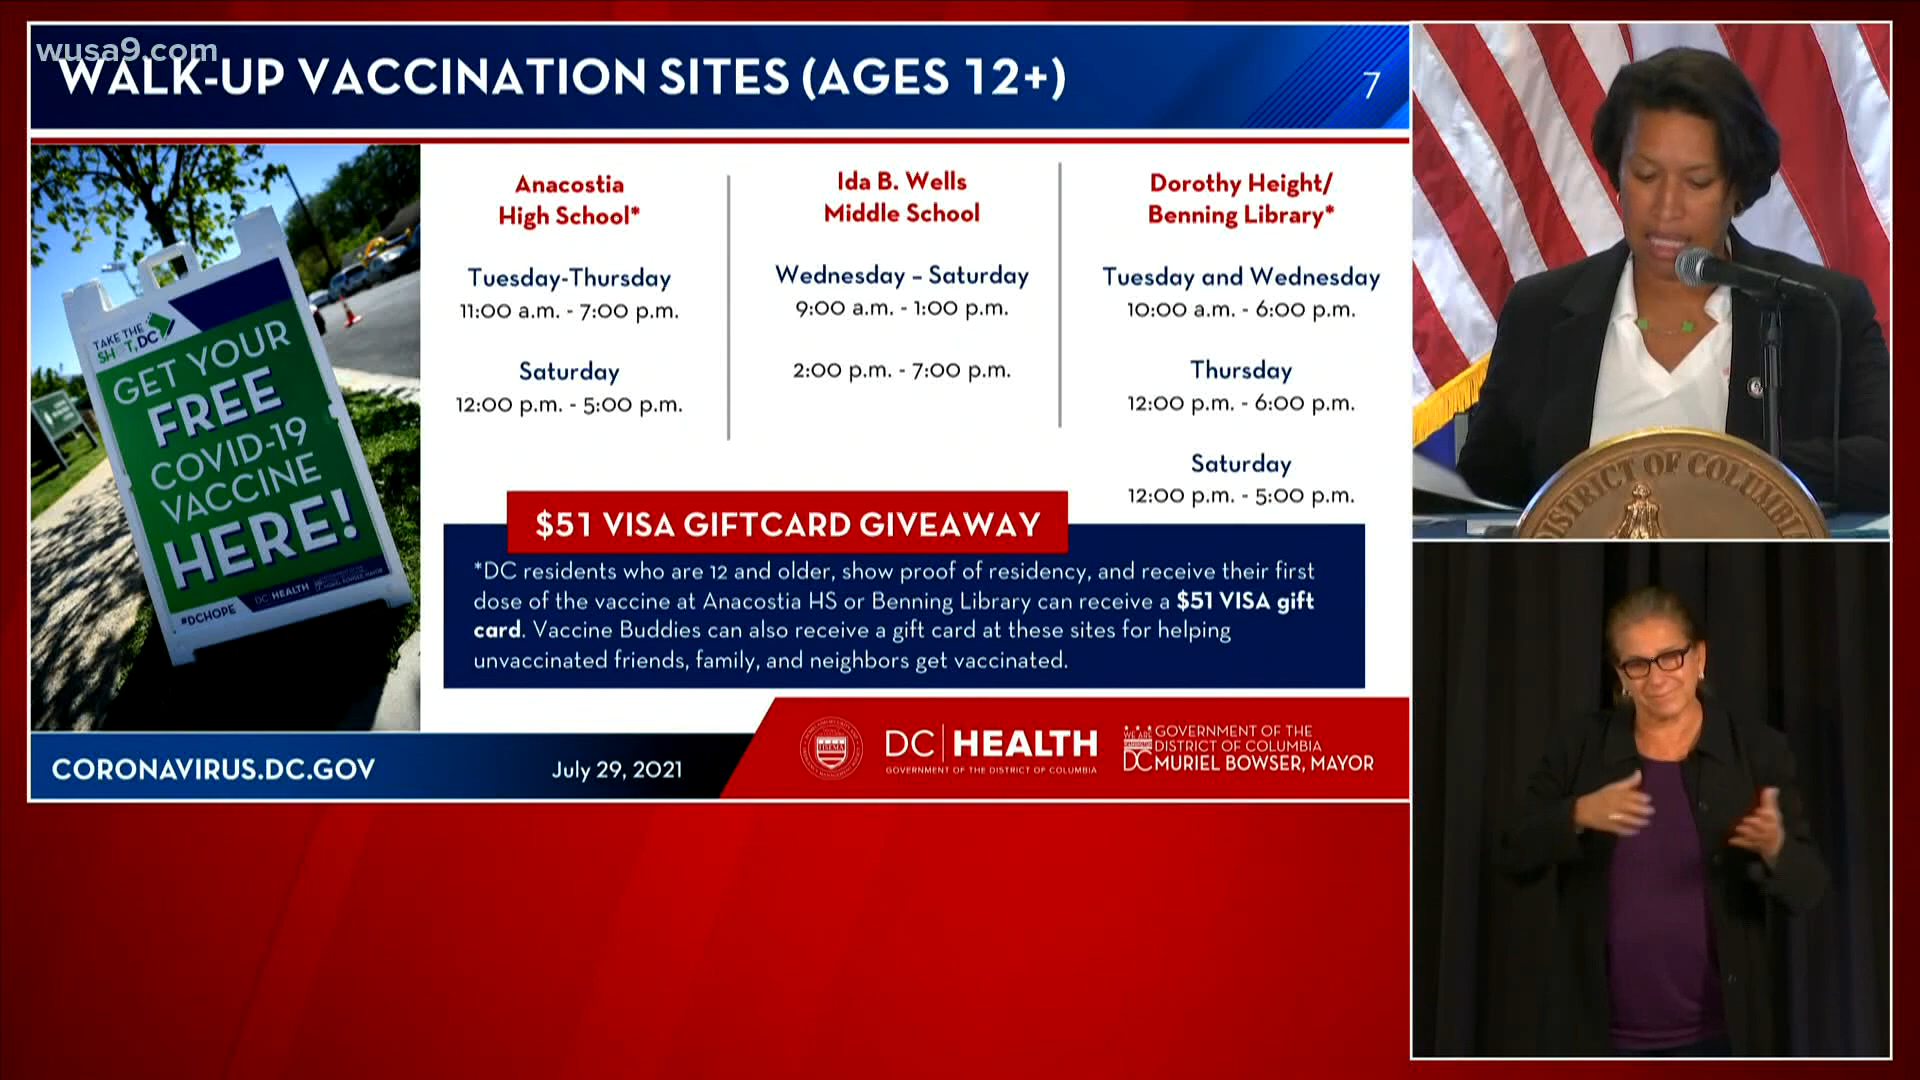 wusa9.com
WALK-UP VACCINATION SITES (AGES 12+)
7
TAKE THE
SHOT, DC
GET YOUR
FREE
COVID-19
VACCINE
HERE!
#DCHOPE
DC HEALTH
Anacostia
High School*
Tuesday-Thursday
11:00 a.m. - 7:00 p.m.
Saturday
12:00 p.m. - 5:00 p.m.
Ida B. Wells
Middle School
Wednesday – Saturday
9:00 a.m. - 1:00 p.m.
2:00 p.m. - 7:00 p.m.
Dorothy Height/
Benning Library*
Tuesday and Wednesday
10:00 a.m. - 6:00 p.m.
Thursday
12:00 p.m. - 6:00 p.m.
Saturday
12:00 p.m. - 5:00 p.m.
$51 VISA GIFTCARD GIVEAWAY
*DC residents who are 12 and older, show proof of residency, and receive their first
dose of the vaccine at Anacostia HS or Benning Library can receive a $51 VISA gift
card. Vaccine Buddies can also receive a gift card at these sites for helping
unvaccinated friends, family, and neighbors get vaccinated.
CORONAVIRUS.DC.GOV
July 29, 2021
DC HEALTH
GOVERNMENT OF THE DISTRICT OF COLUMBIA
WE ARE
WASHINGTON
DC
GOVERNMENT OF THE
DISTRICT OF COLUMBIA
MURIEL BOWSER, MAYOR
DISTRICT OF COLUMBIA